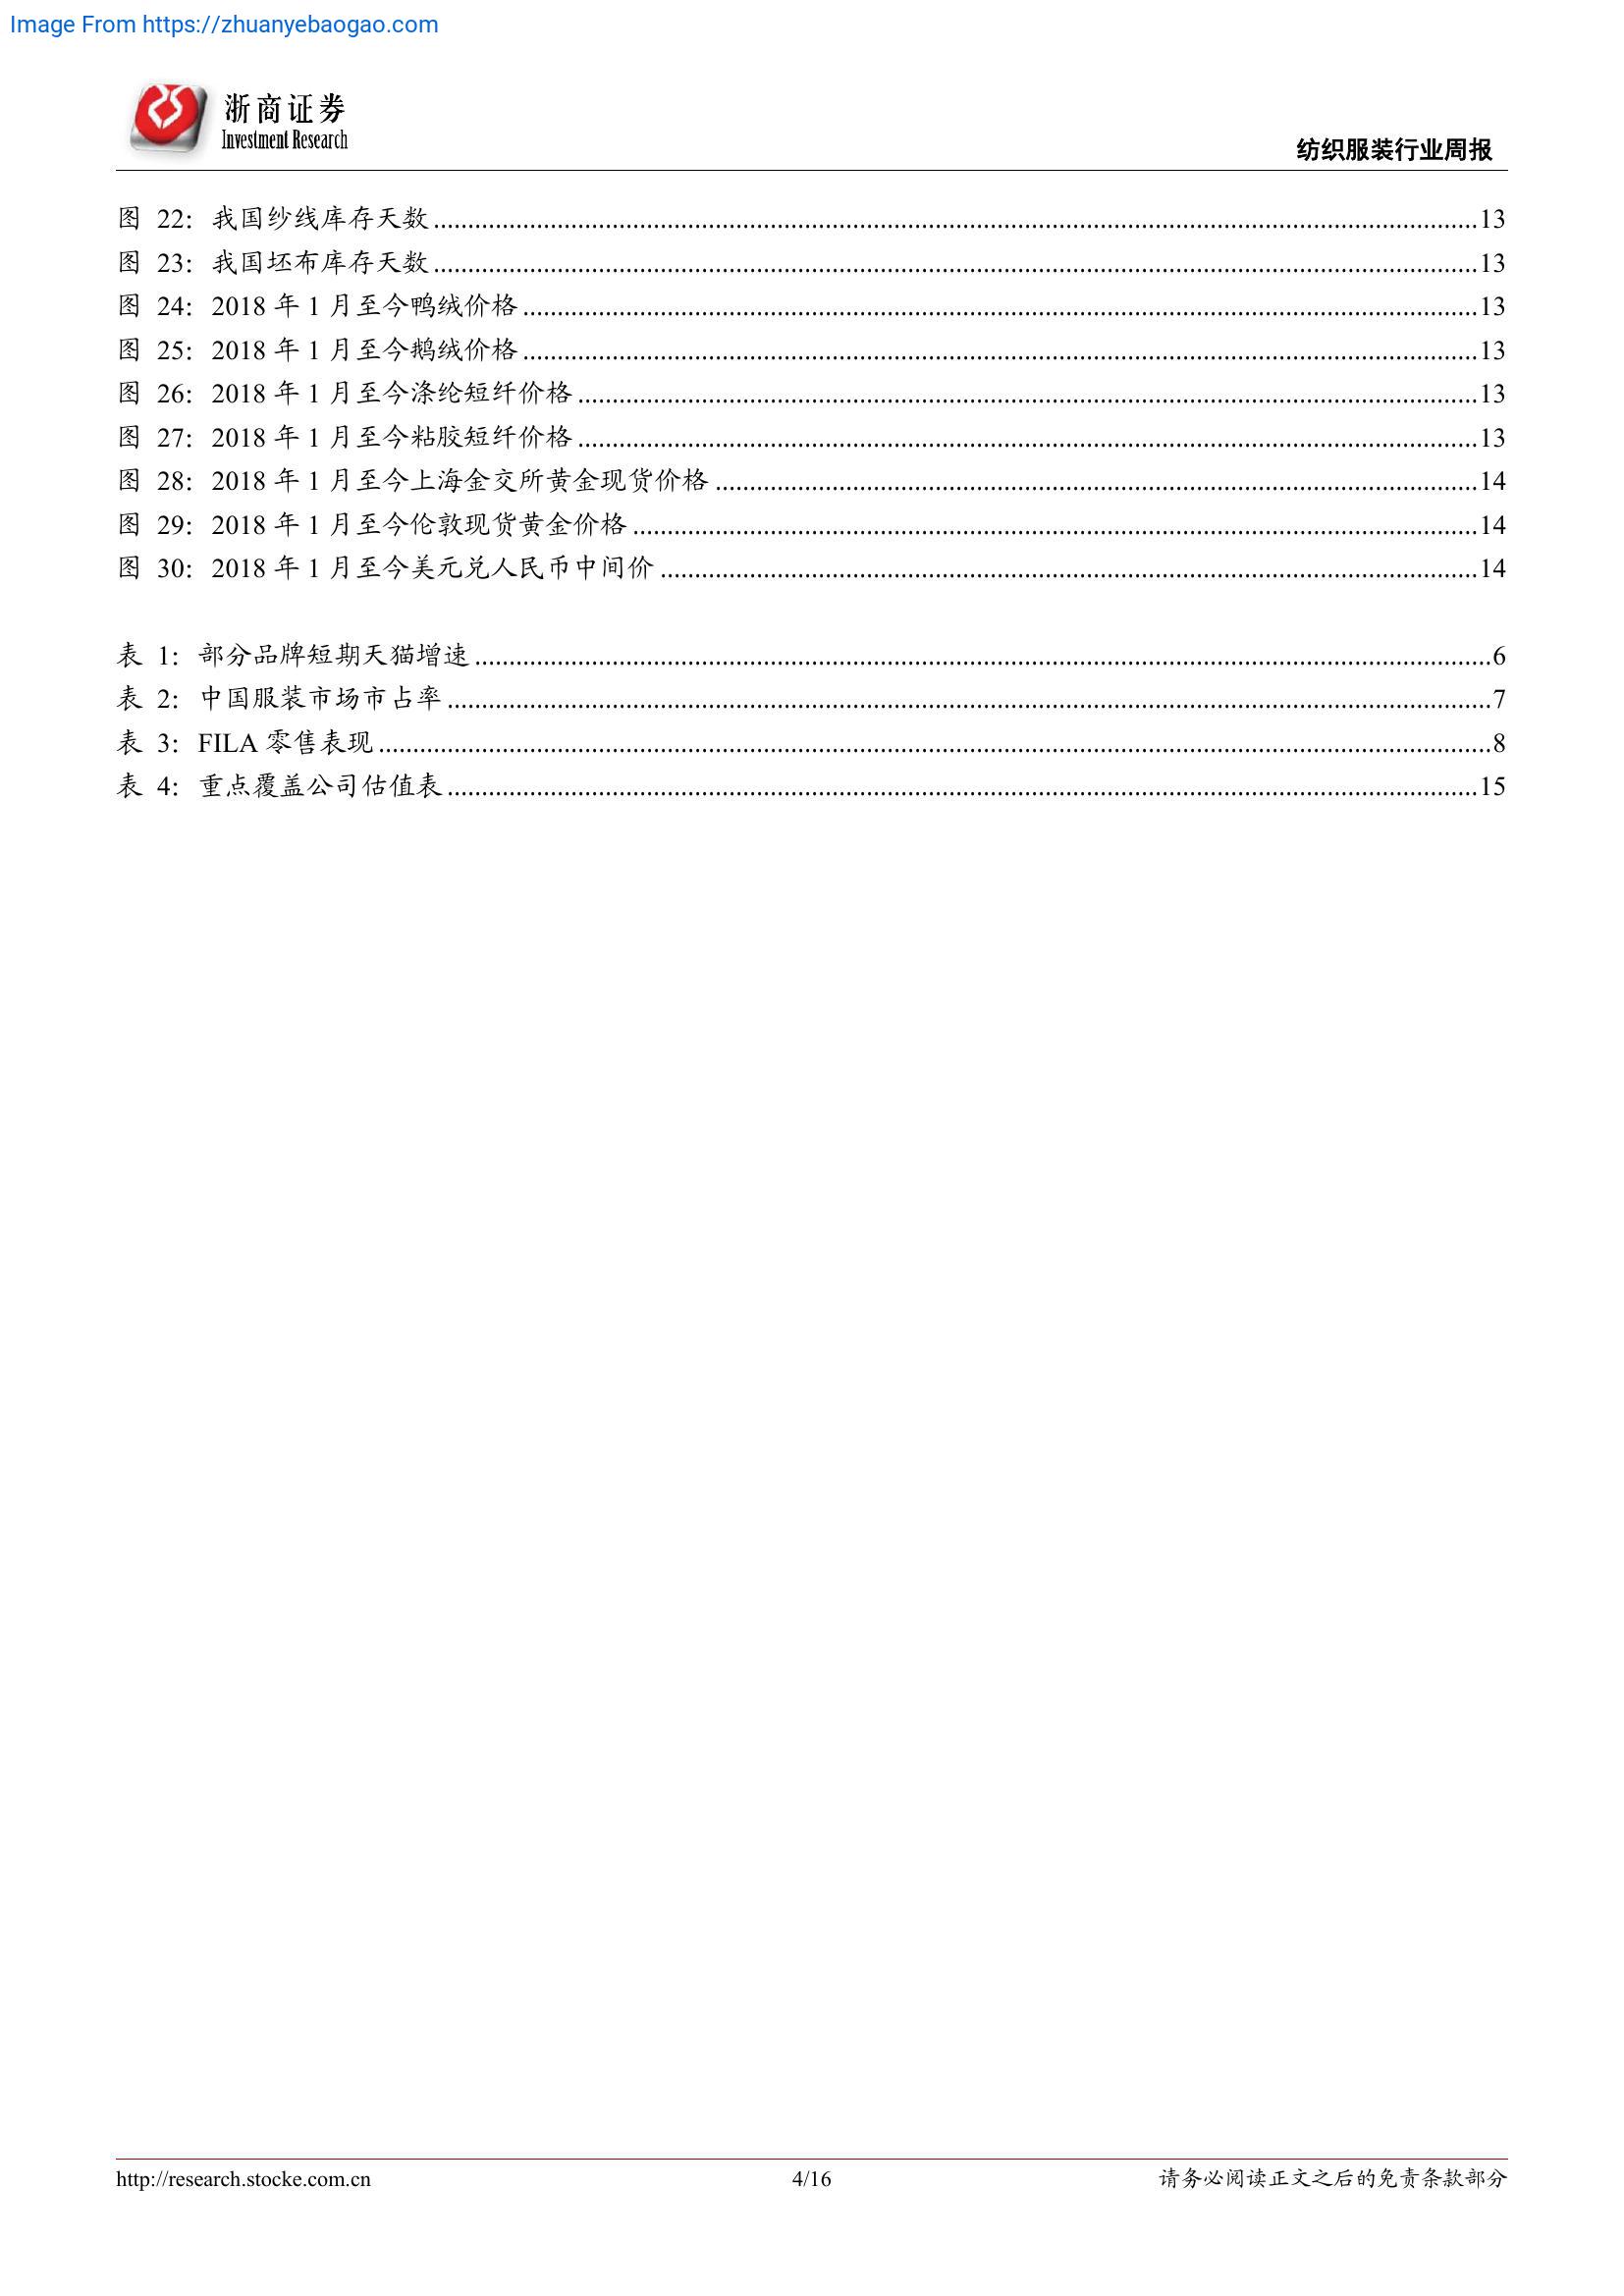 Image From https://zhuanyebaogao.com
浙商证券
Investment Research
纺织服装行业周报
图 22：我国纱线库存天数 13
图 23：我国坯布库存天数 13
图 24：2018 年 1 月至今鸭绒价格 13
图 25：2018 年 1 月至今鹅绒价格 13
图 26：2018 年 1 月至今涤纶短纤价格 13
图 27：2018 年 1 月至今粘胶短纤价格 13
图 28：2018 年 1 月至今上海金交所黄金现货价格 14
图 29：2018 年 1 月至今伦敦现货黄金价格 14
图 30：2018 年 1 月至今美元兑人民币中间价 14
表 1：部分品牌短期天猫增速 6
表 2：中国服装市场市占率 7
表 3：FILA 零售表现 8
表 4：重点覆盖公司估值表 15
http://research.stocke.com.cn 4/16 请务必阅读正文之后的免责条款部分